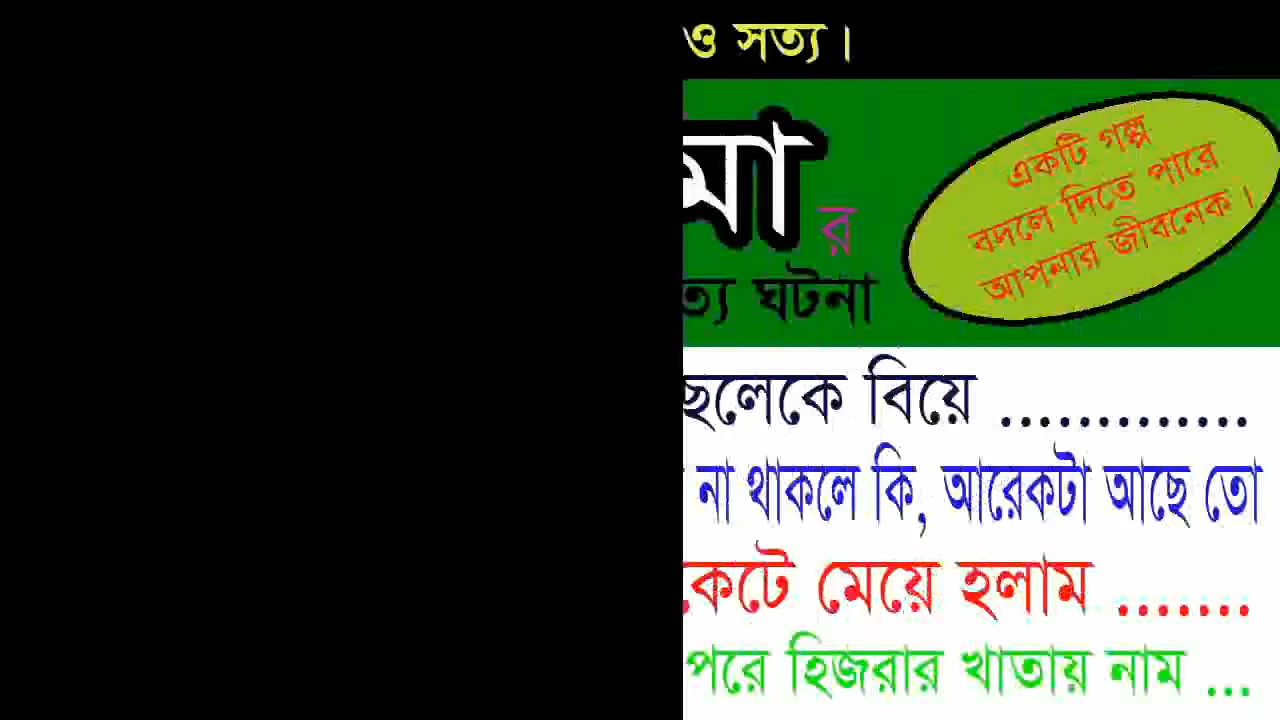 ও সত্য।
মা
র
ঘটনা
একটি গল্প
বদলে দিতে পারে
আপনার জীবনেক।
বিয়ে .............
না থাকলে কি, আরেকটা আছে তো
মেয়ে হলাম .......
পরে হিজরার খাতায় নাম ...